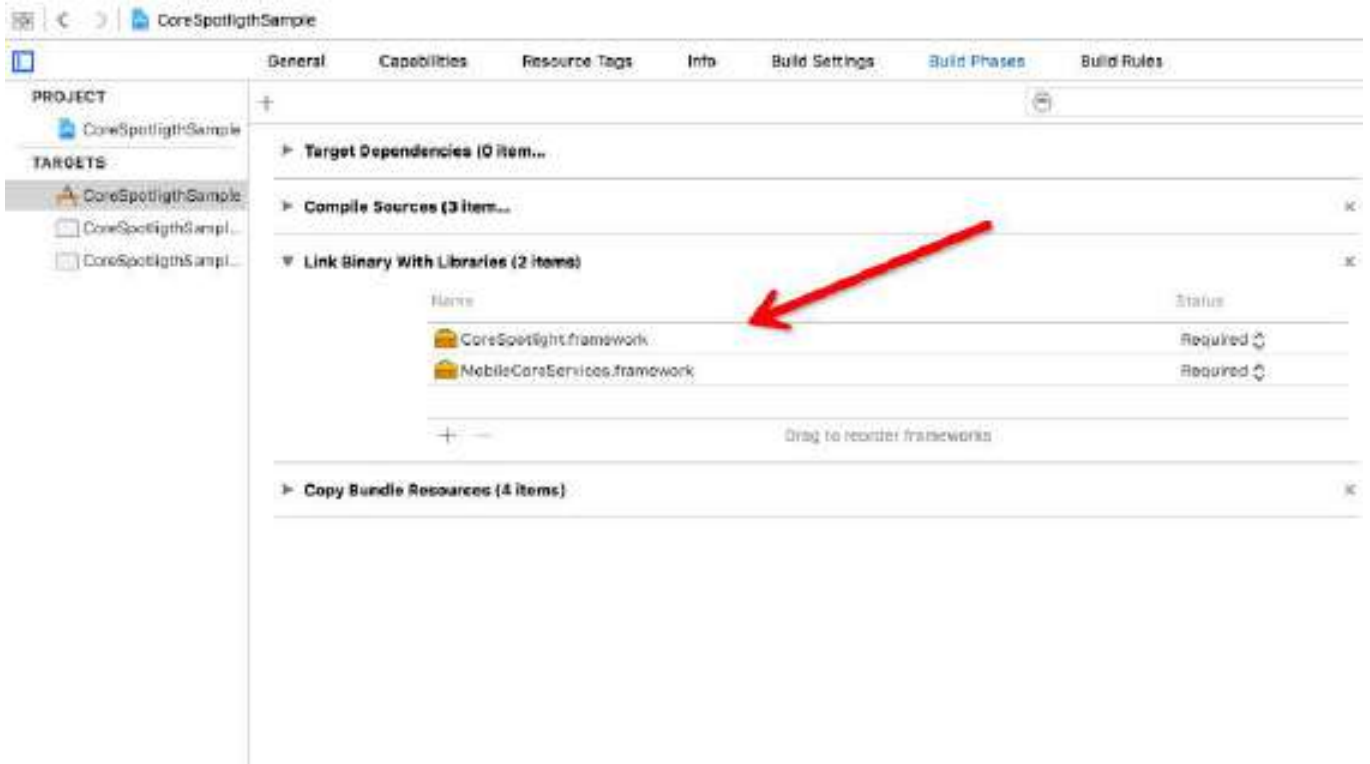 CoreSpotligthSample
General Capabilities Resource Tags Info Build Settings Build Phases Build Rules
PROJECT
CoreSpotligthSample
TARGETS
CoreSpotligthSample
CoreSpotligthSampl...
CoreSpotligthSampl...
Target Dependencies (0 item...
Compile Sources (3 item...
Link Binary With Libraries (2 items)
Name Status
CoreSpotlight.framework Required
MobileCoreServices.framework Required
Drag to reorder frameworks
Copy Bundle Resources (4 items)